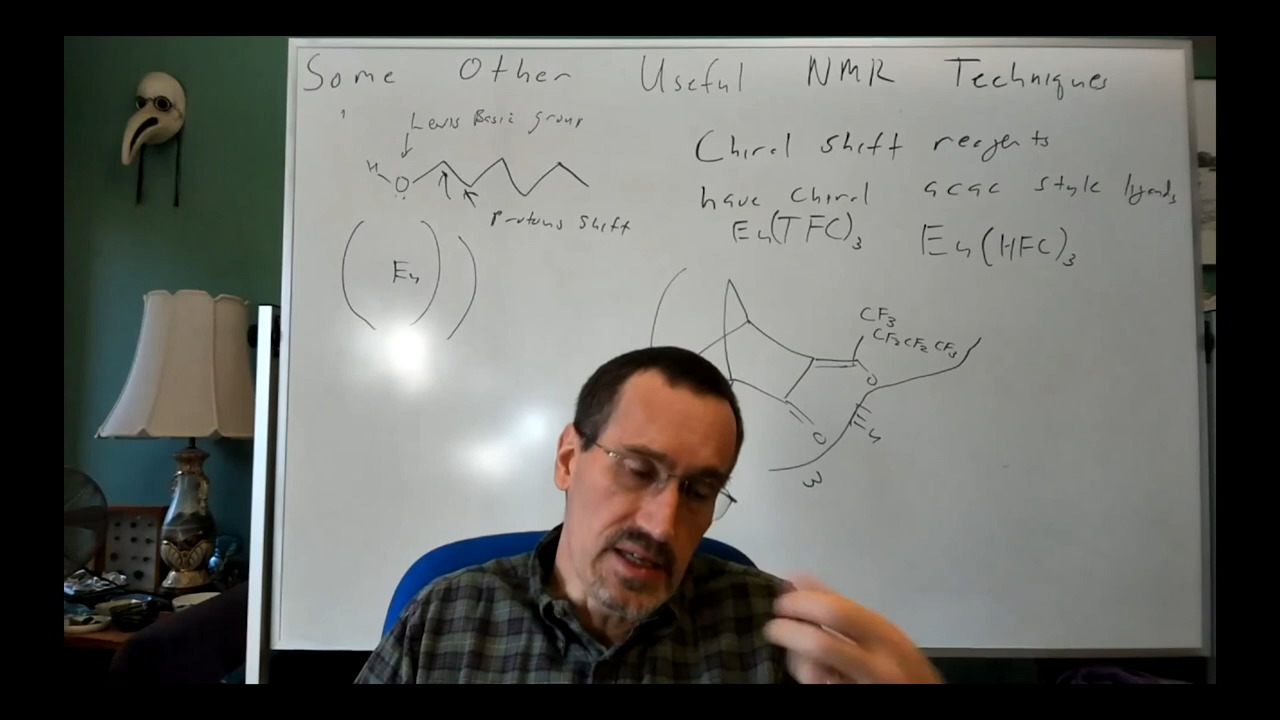 Some Other Useful NMR Techniques
Lewis Basic group
H
O
Protons shift
Eu
Chiral shift reagents
have chiral acac style ligands
Eu(TFC)3 Eu(HFC)3
CF3
CF2CF2CF3
O
O
Eu
3